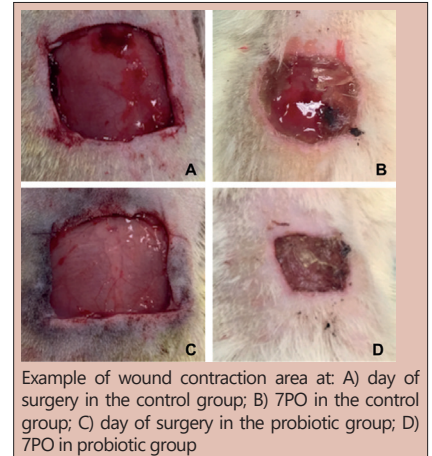 A
B
C
D
Example of wound contraction area at: A) day of
surgery in the control group; B) 7PO in the control
group; C) day of surgery in the probiotic group; D)
7PO in probiotic group